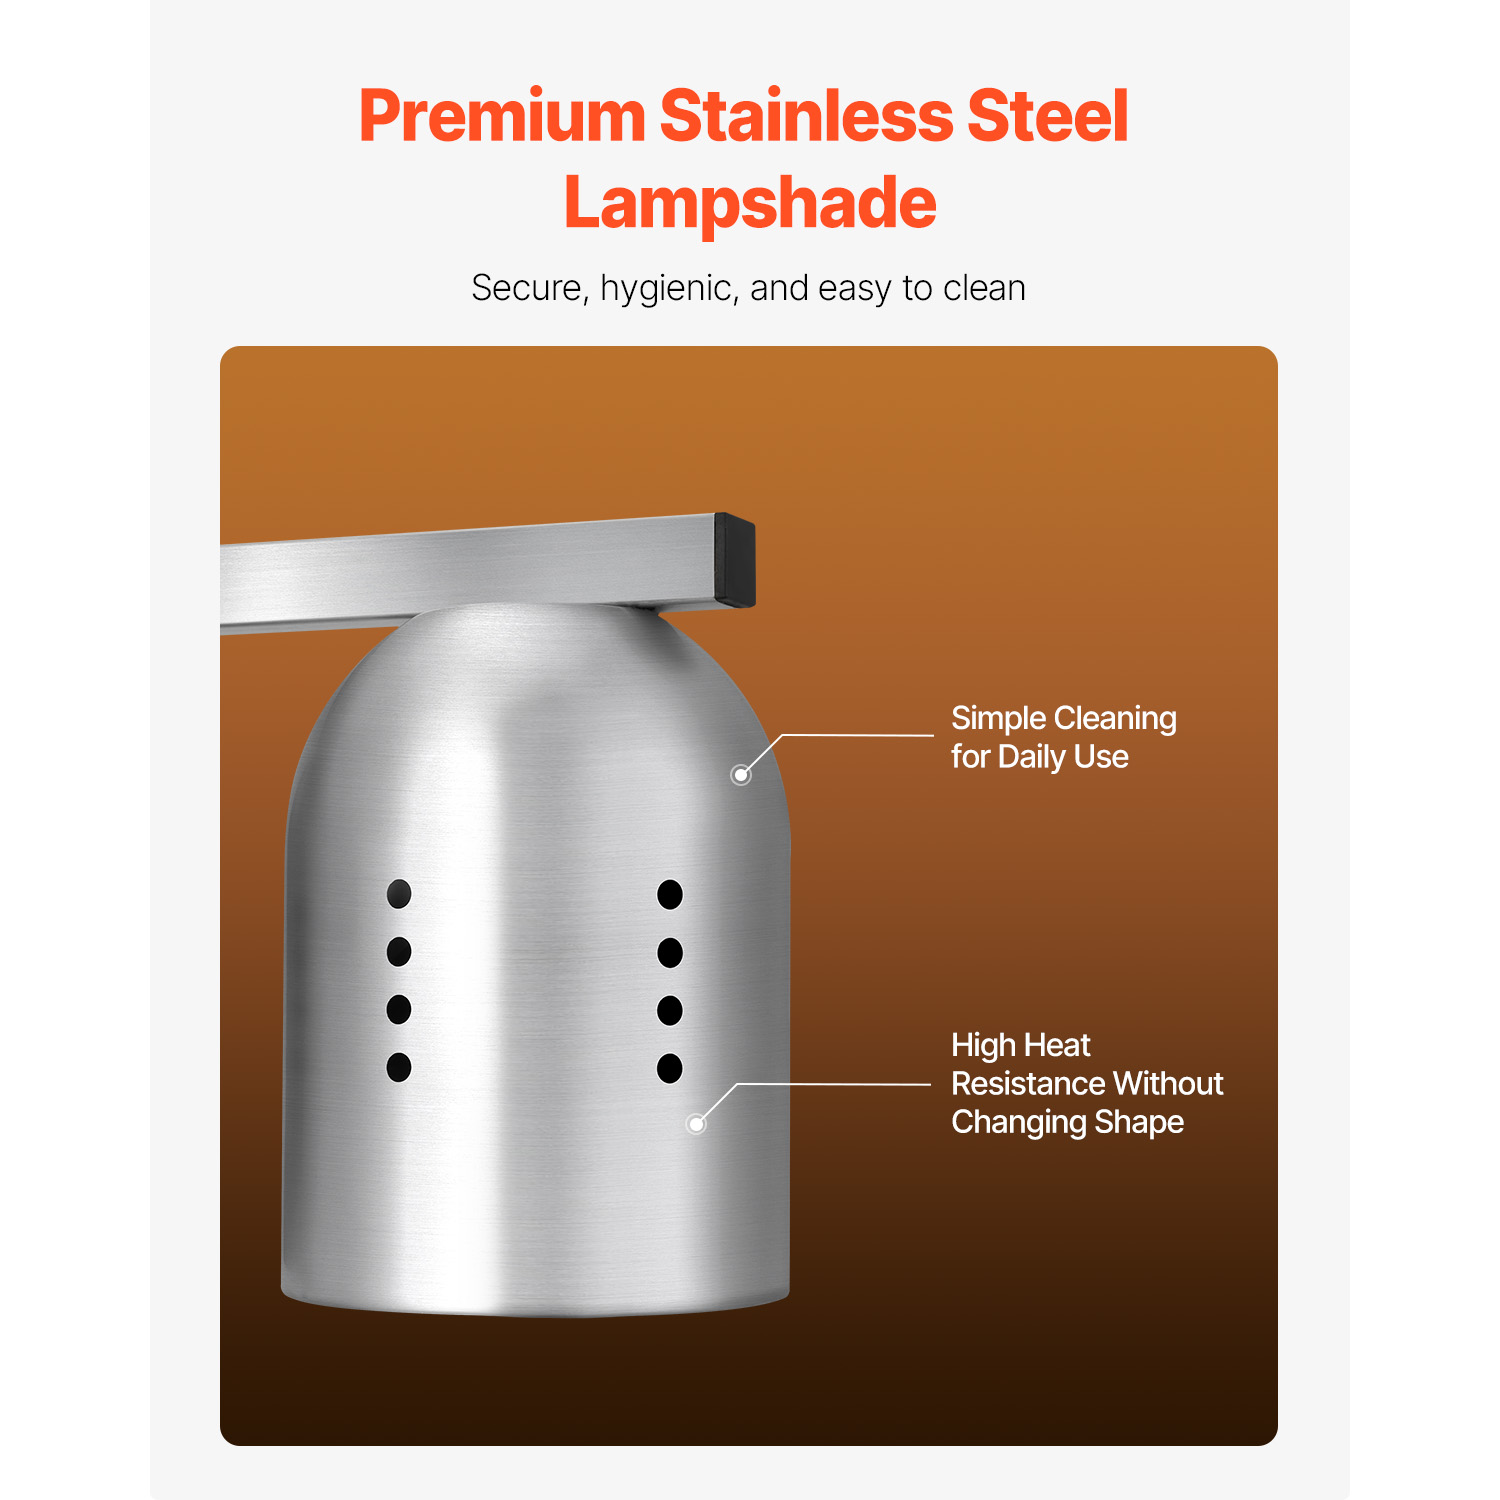 Premium Stainless Steel
Lampshade
Secure, hygienic, and easy to clean
Simple Cleaning
for Daily Use
High Heat
Resistance Without
Changing Shape